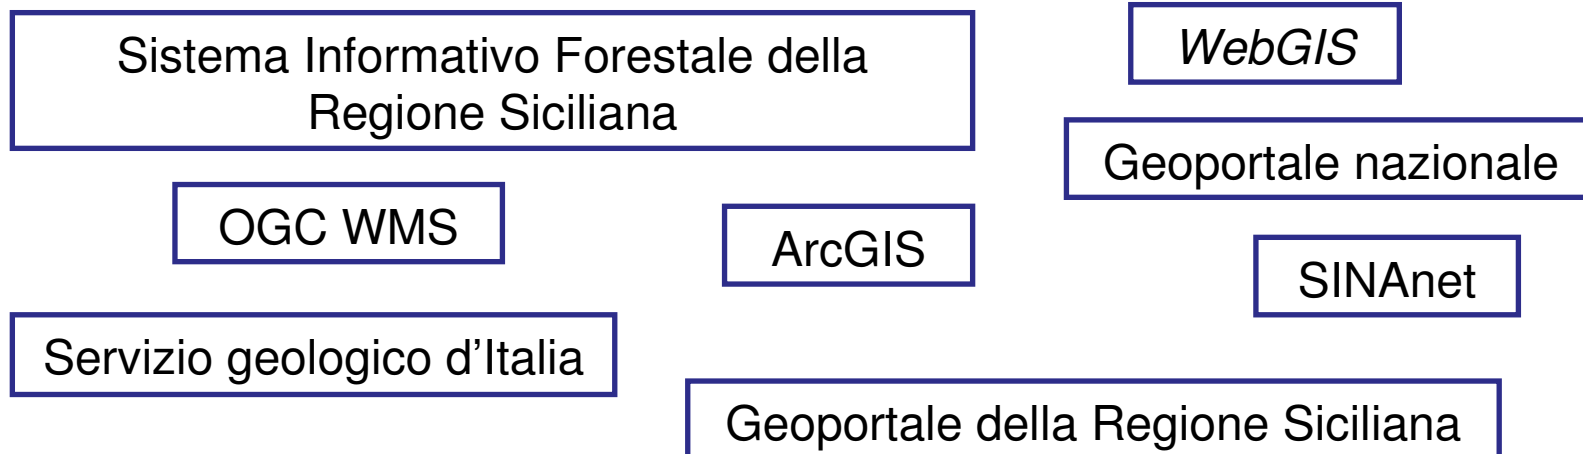 Sistema Informativo Forestale della
Regione Siciliana
WebGIS
Geoportale nazionale
OGC WMS
ArcGIS
SINAnet
Servizio geologico d'Italia
Geoportale della Regione Siciliana